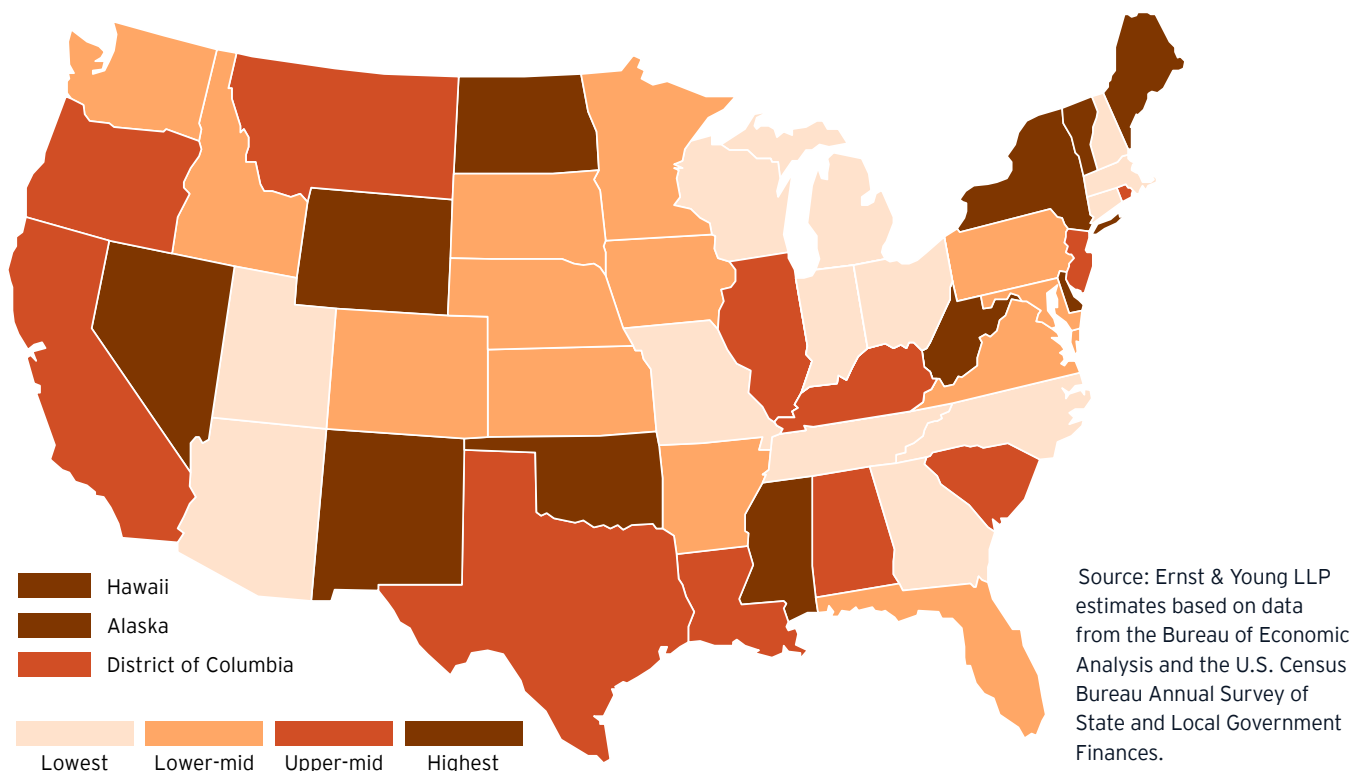 Hawaii
Alaska
District of Columbia
Lowest
Lower-mid
Upper-mid
Highest
Source: Ernst & Young LLP
estimates based on data
from the Bureau of Economic
Analysis and the U.S. Census
Bureau Annual Survey of
State and Local Government
Finances.